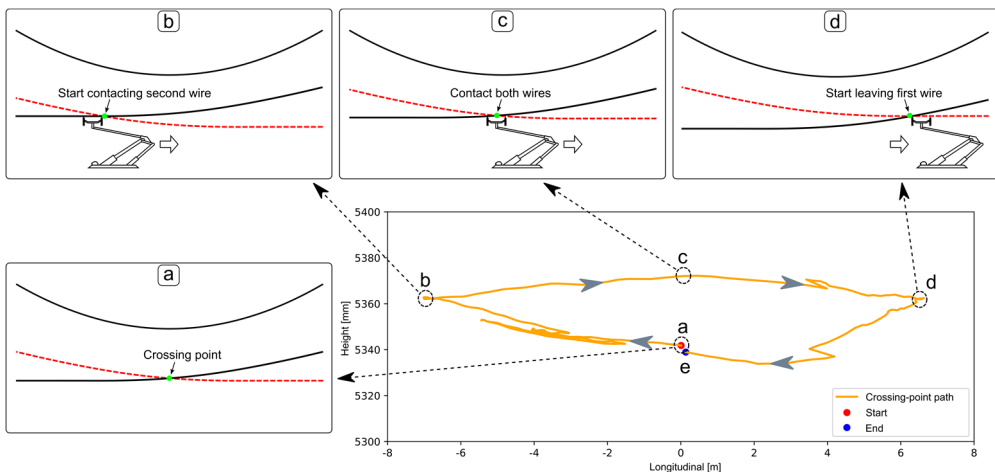 b
Start contacting second wire
c
Contact both wires
d
Start leaving first wire
a
Crossing point
5400
5380
5360
5340
5320
5300
Height [mm]
b
c
d
a
e
Crossing-point path
Start
End
-8
-6
-4
-2
0
2
4
6
8
Longitudinal [m]